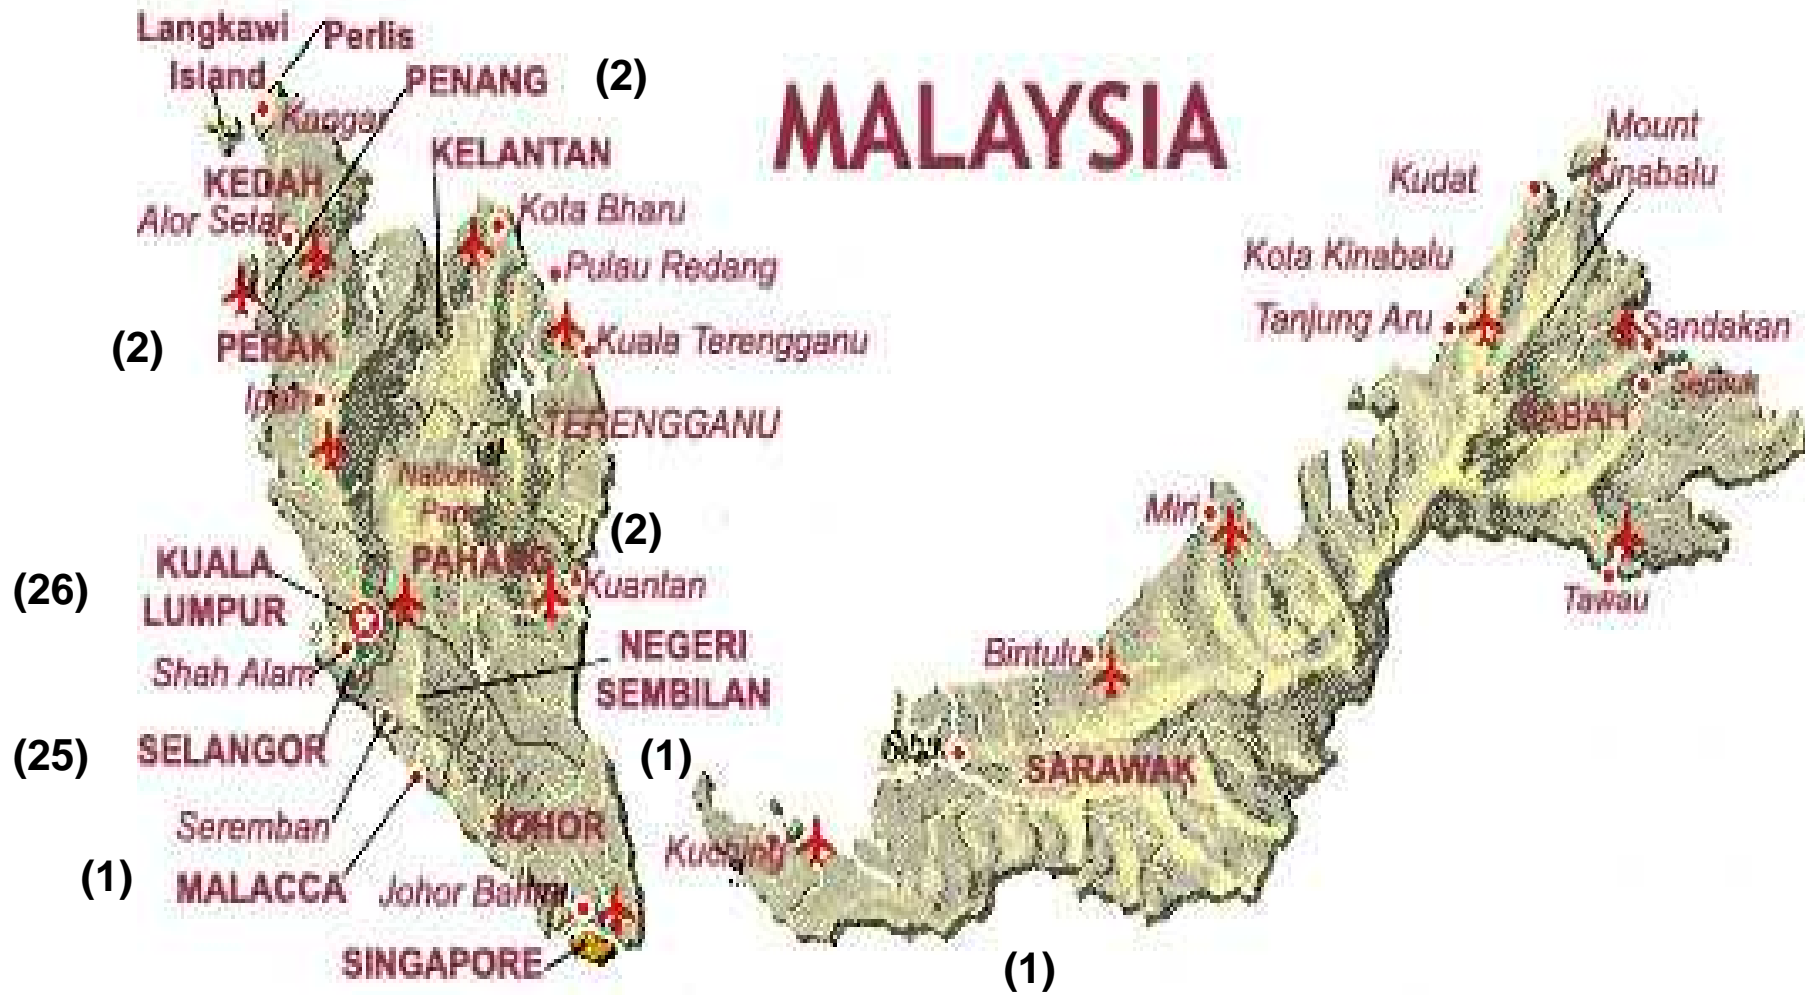 Langkawi
Island
Perlis
PENANG
(2)
MALAYSIA
Kangar
KELANTAN
KEDAH
Alor Setar
Kota Bharu
Pulau Redang
(2)
PERAK
Kuala Terengganu
Ipoh
TERENGGANU
National
Park
(2)
PAHANG
Kuantan
(26)
KUALA
LUMPUR
Shah Alam
NEGERI
SEMBILAN
(25)
SELANGOR
(1)
Seremban
JOHOR
(1)
MALACCA
Johor Bahru
SINGAPORE
Mount
Kinabalu
Kudat
Kota Kinabalu
Tanjung Aru
Sandakan
SABAH
Miri
Tawau
Bintulu
SARAWAK
Kuching
(1)